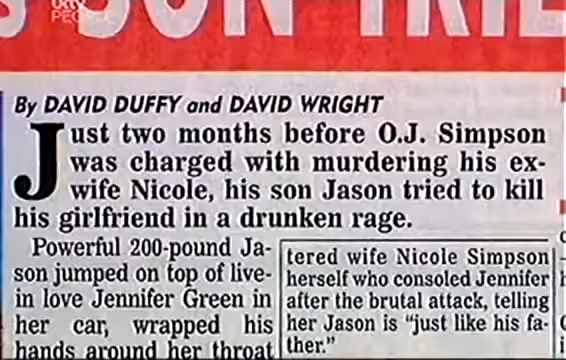 PEOPLE
S SON TRIE
By DAVID DUFFY and DAVID WRIGHT
Just two months before O.J. Simpson
was charged with murdering his ex-
wife Nicole, his son Jason tried to kill
his girlfriend in a drunken rage.
Powerful 200-pound Ja-
son jumped on top of live-
in love Jennifer Green in
her car, wrapped his
hands around her throat
tered wife Nicole Simpson
herself who consoled Jennifer
after the brutal attack, telling
her Jason is "just like his fa-
ther."